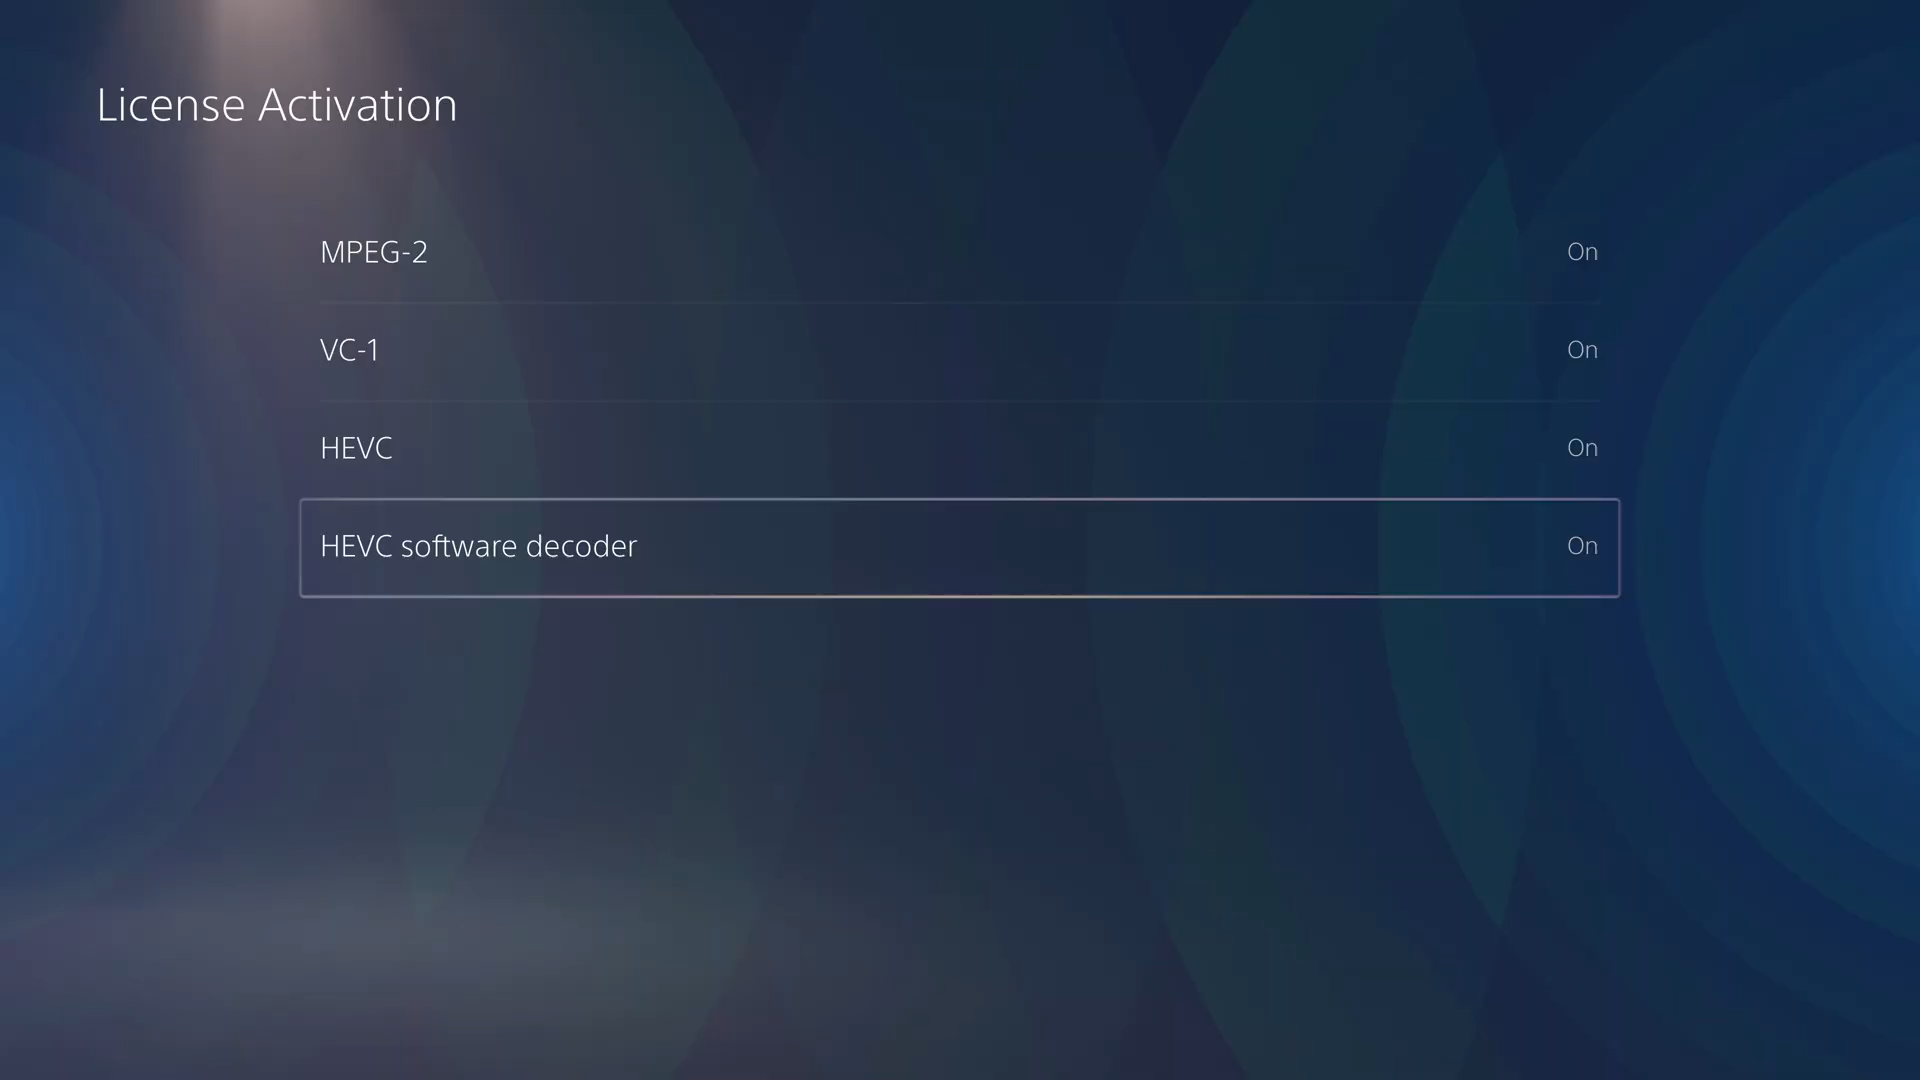 License Activation
MPEG-2 On
VC-1 On
HEVC On
HEVC software decoder On